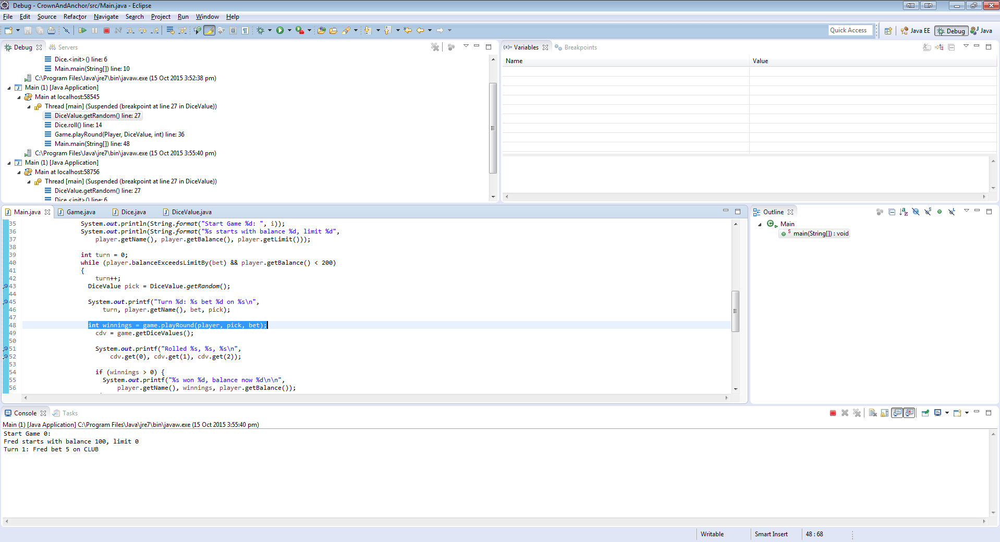 Debug - CrownAndAnchor/src/Main.java - Eclipse
File Edit Source Refactor Navigate Search Project Run Window Help
Quick Access Java EE Debug Java
Debug Servers
Dice.<init>() line: 6
Main.main(String[]) line: 10
C:\Program Files\Java\jre7\bin\javaw.exe (15 Oct 2015 3:52:38 pm)
Main (1) [Java Application]
Main at localhost:58545
Thread [main] (Suspended (breakpoint at line 27 in DiceValue))
DiceValue.getRandom() line: 27
Dice.roll() line: 14
Game.playRound(Player, DiceValue, int) line: 36
Main.main(String[]) line: 48
C:\Program Files\Java\jre7\bin\javaw.exe (15 Oct 2015 3:55:40 pm)
Main (1) [Java Application]
Main at localhost:58756
Thread [main] (Suspended (breakpoint at line 27 in DiceValue))
DiceValue.getRandom() line: 27
Dice.<init>() line: 6
(x)= Variables Breakpoints
Name Value
Main.java Game.java Dice.java DiceValue.java
35 System.out.println(String.format("Start Game %d: ", i));
36 System.out.println(String.format("%s starts with balance %d, limit %d",
37 player.getName(), player.getBalance(), player.getLimit()));
38
39 int turn = 0;
40 while (player.balanceExceedsLimitBy(bet) && player.getBalance() < 200)
41 {
42 turn++;
43 DiceValue pick = DiceValue.getRandom();
44
45 System.out.printf("Turn %d: %s bet %d on %s\n",
46 turn, player.getName(), bet, pick);
47
48 int winnings = game.playRound(player, pick, bet);
49 cdv = game.getDiceValues();
50
51 System.out.printf("Rolled %s, %s, %s\n",
52 cdv.get(0), cdv.get(1), cdv.get(2));
53
54 if (winnings > 0) {
55 System.out.printf("%s won %d, balance now %d\n\n",
56 player.getName(), winnings, player.getBalance());
Outline
Main
main(String[]) : void
Console Tasks
Main (1) [Java Application] C:\Program Files\Java\jre7\bin\javaw.exe (15 Oct 2015 3:55:40 pm)
Start Game 0:
Fred starts with balance 100, limit 0
Turn 1: Fred bet 5 on CLUB
Writable Smart Insert 48 : 68